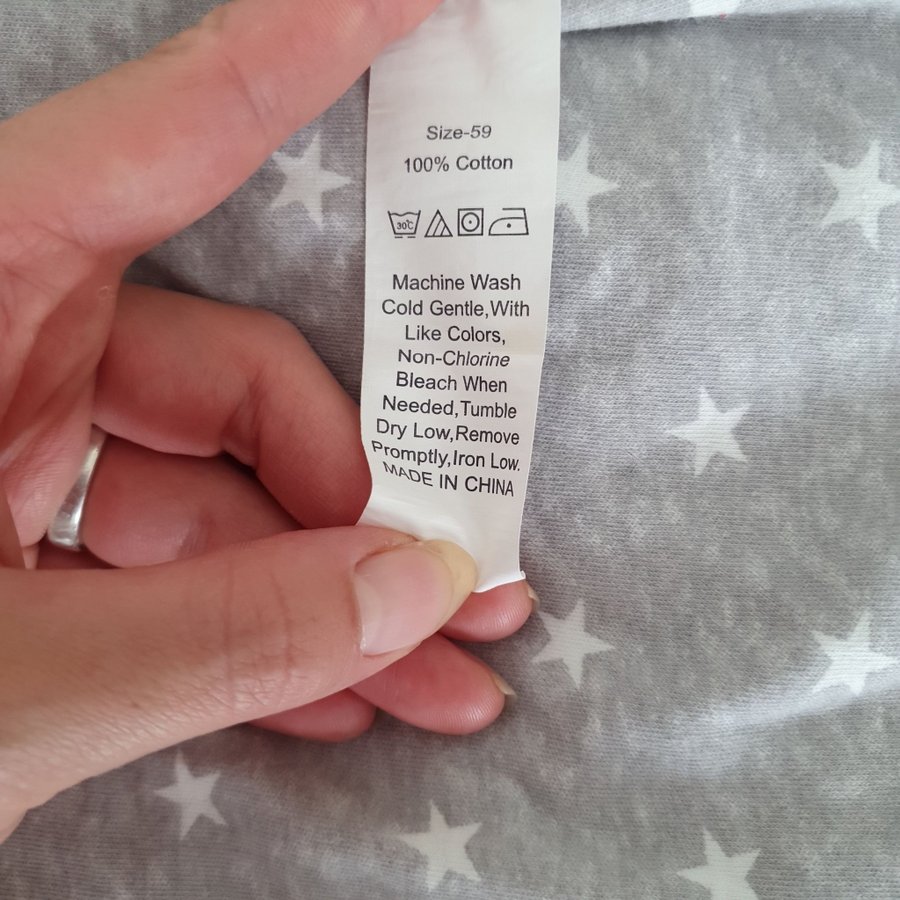 Size-59
100% Cotton
30℃
Machine Wash
Cold Gentle,With
Like Colors,
Non-Chlorine
Bleach When
Needed,Tumble
Dry Low,Remove
Promptly,Iron Low.
MADE IN CHINA